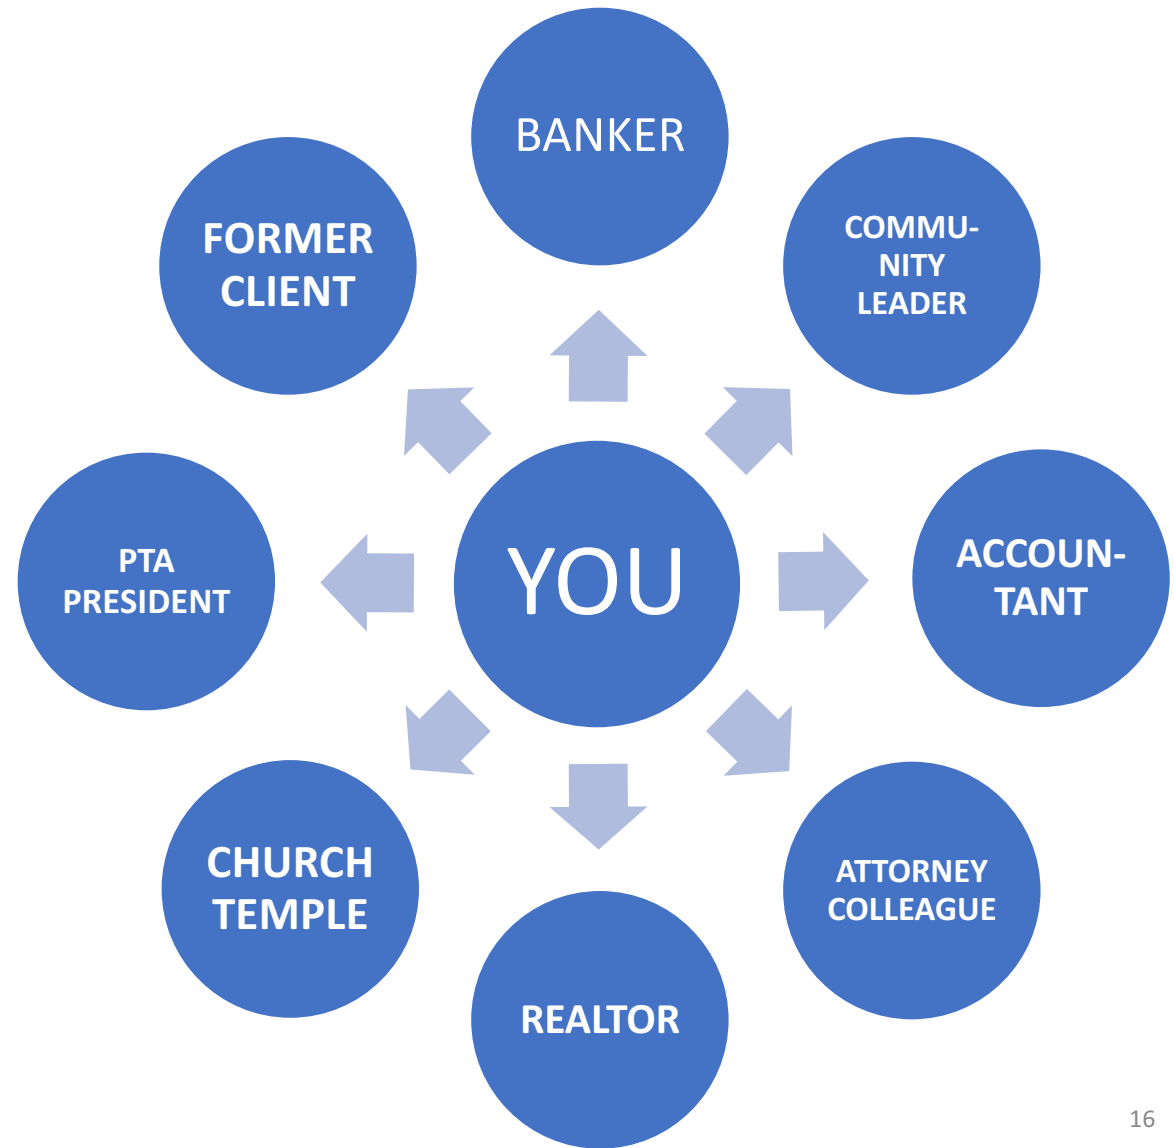 BANKER
COMMU-
NITY
LEADER
ACCOUN-
TANT
ATTORNEY
COLLEAGUE
REALTOR
CHURCH
TEMPLE
PTA
PRESIDENT
FORMER
CLIENT
YOU
16